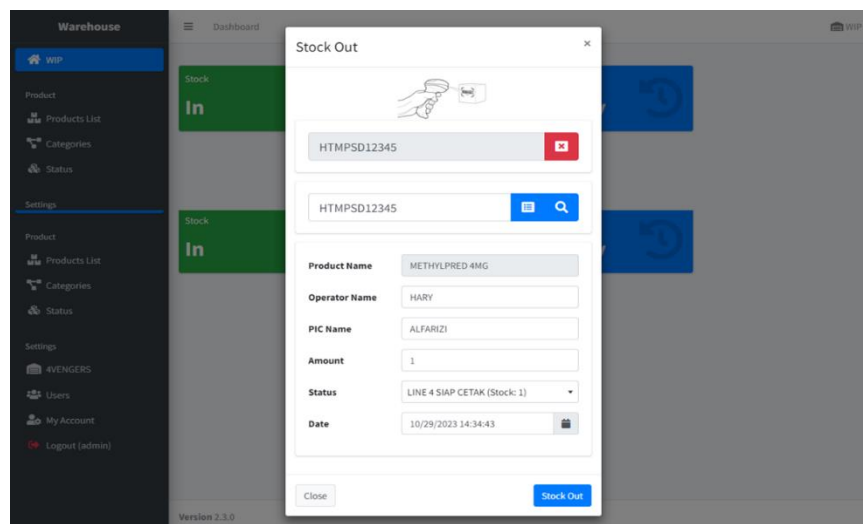 Warehouse
Dashboard
WIP
WIP
Product
Products List
Categories
Status
Settings
Product
Products List
Categories
Status
Settings
4VENGERS
Users
My Account
Logout (admin)
Stock
In
Stock
In
Stock Out
×
HTMPSD12345
HTMPSD12345
Product Name METHYLPRED 4MG
Operator Name HARY
PIC Name ALFARIZI
Amount 1
Status LINE 4 SIAP CETAK (Stock: 1)
Date 10/29/2023 14:34:43
Close Stock Out
Version 2.3.0